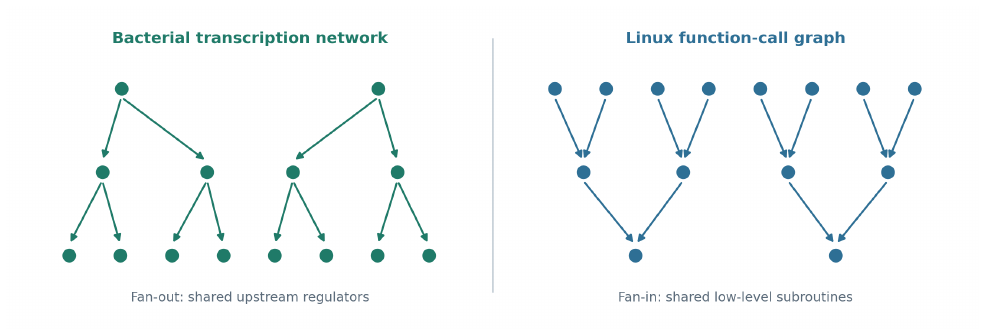 Bacterial transcription network
Linux function-call graph
Fan-out: shared upstream regulators
Fan-in: shared low-level subroutines